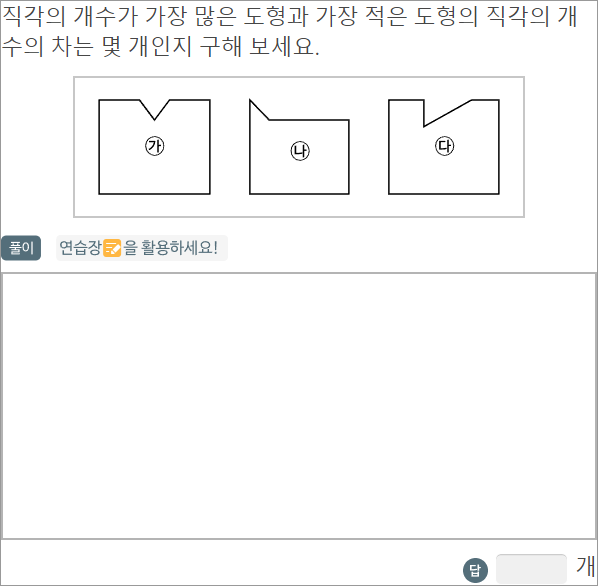 직각의 개수가 가장 많은 도형과 가장 적은 도형의 직각의 개
수의 차는 몇 개인지 구해 보세요.
㉮ ㉯ ㉰
풀이 연습장을 활용하세요!
답 개